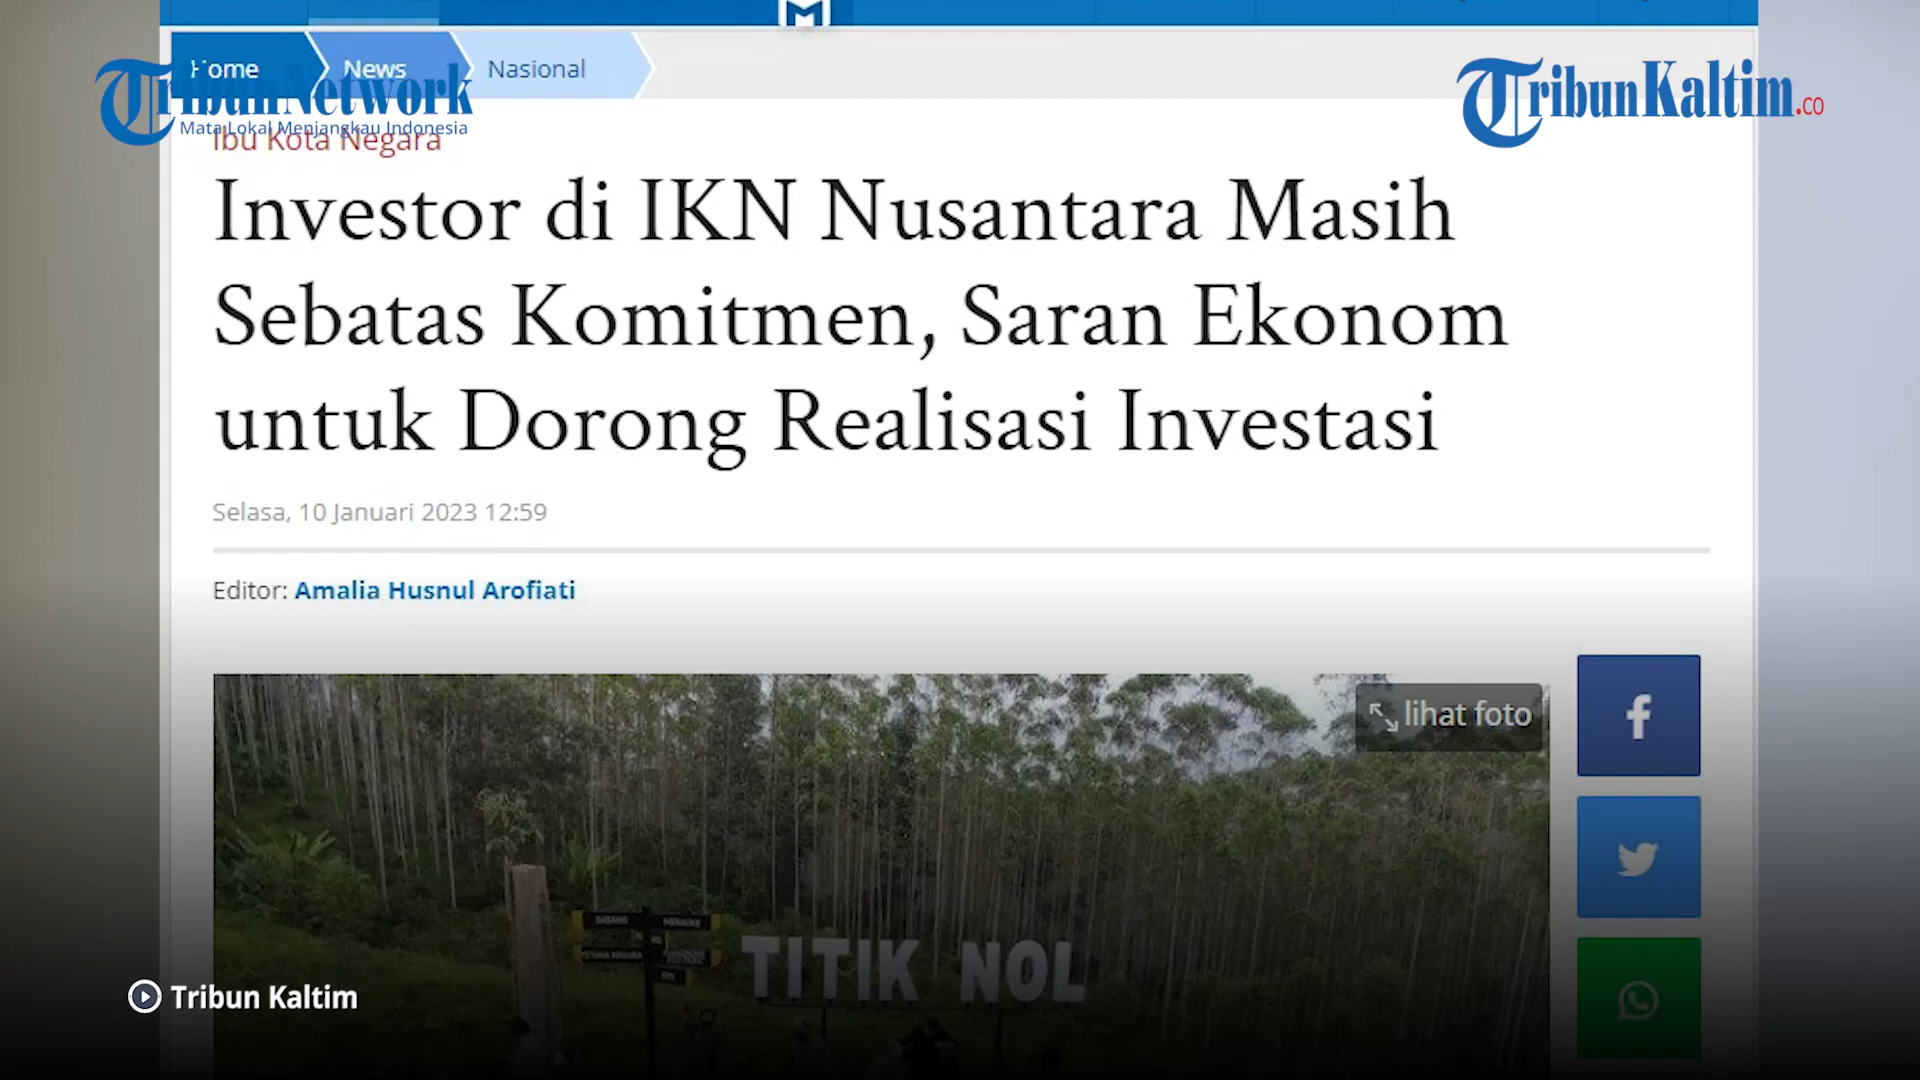 Home
News
Nasional
TribunNetwork
Mata Lokal Menjangkau Indonesia
TribunKaltim.co
Ibu Kota Negara
Investor di IKN Nusantara Masih
Sebatas Komitmen, Saran Ekonom
untuk Dorong Realisasi Investasi
Selasa, 10 Januari 2023 12:59
Editor: Amalia Husnul Arofiati
lihat foto
TITIK NOL
Tribun Kaltim